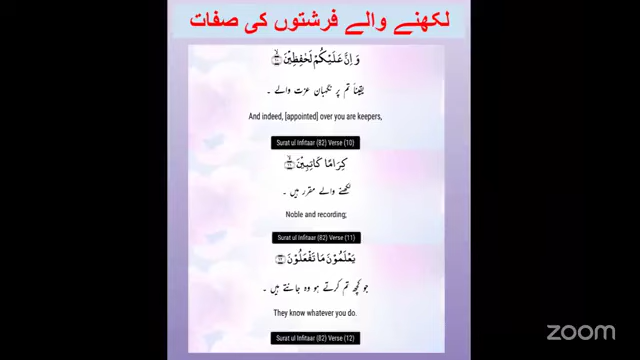 لکھنے والے فرشتوں کی صفات
وَ اِنَّ عَلَیْكُمْ لَحٰفِظِیْنَۙ
یقیناً تم پر نگہبان عزت والے ۔
And indeed, [appointed] over you are keepers,
Surat ul Infitaar (82) Verse (10)
كِرَامًا كَاتِبِیْنَۙ
لکھنے والے مقرر ہیں ۔
Noble and recording;
Surat ul Infitaar (82) Verse (11)
یَعْلَمُوْنَ مَا تَفْعَلُوْنَ
جو کچھ تم کرتے ہو وہ جانتے ہیں ۔
They know whatever you do.
Surat ul Infitaar (82) Verse (12)
zoom